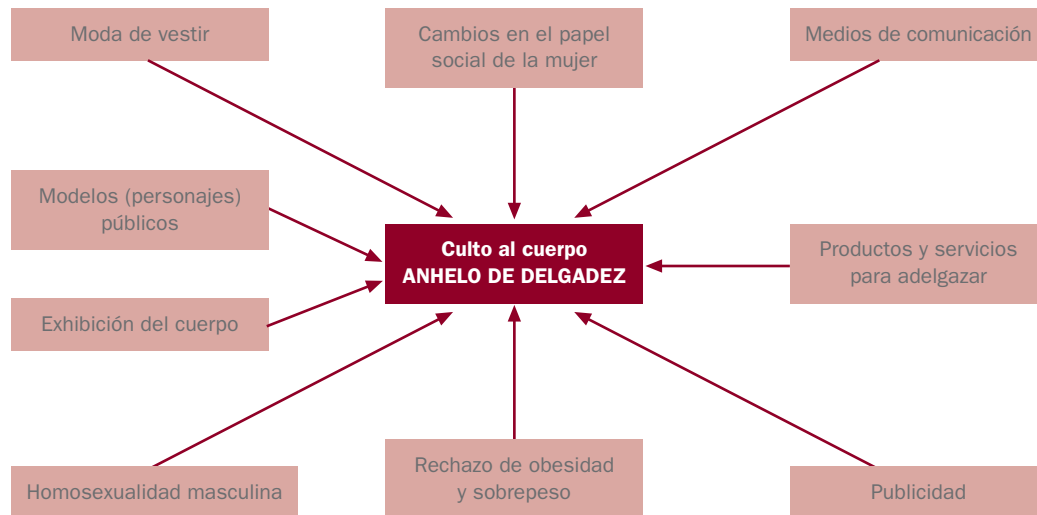 Moda de vestir
Cambios en el papel
social de la mujer
Medios de comunicación
Modelos (personajes)
públicos
Culto al cuerpo
ANHELO DE DELGADEZ
Productos y servicios
para adelgazar
Exhibición del cuerpo
Homosexualidad masculina
Rechazo de obesidad
y sobrepeso
Publicidad